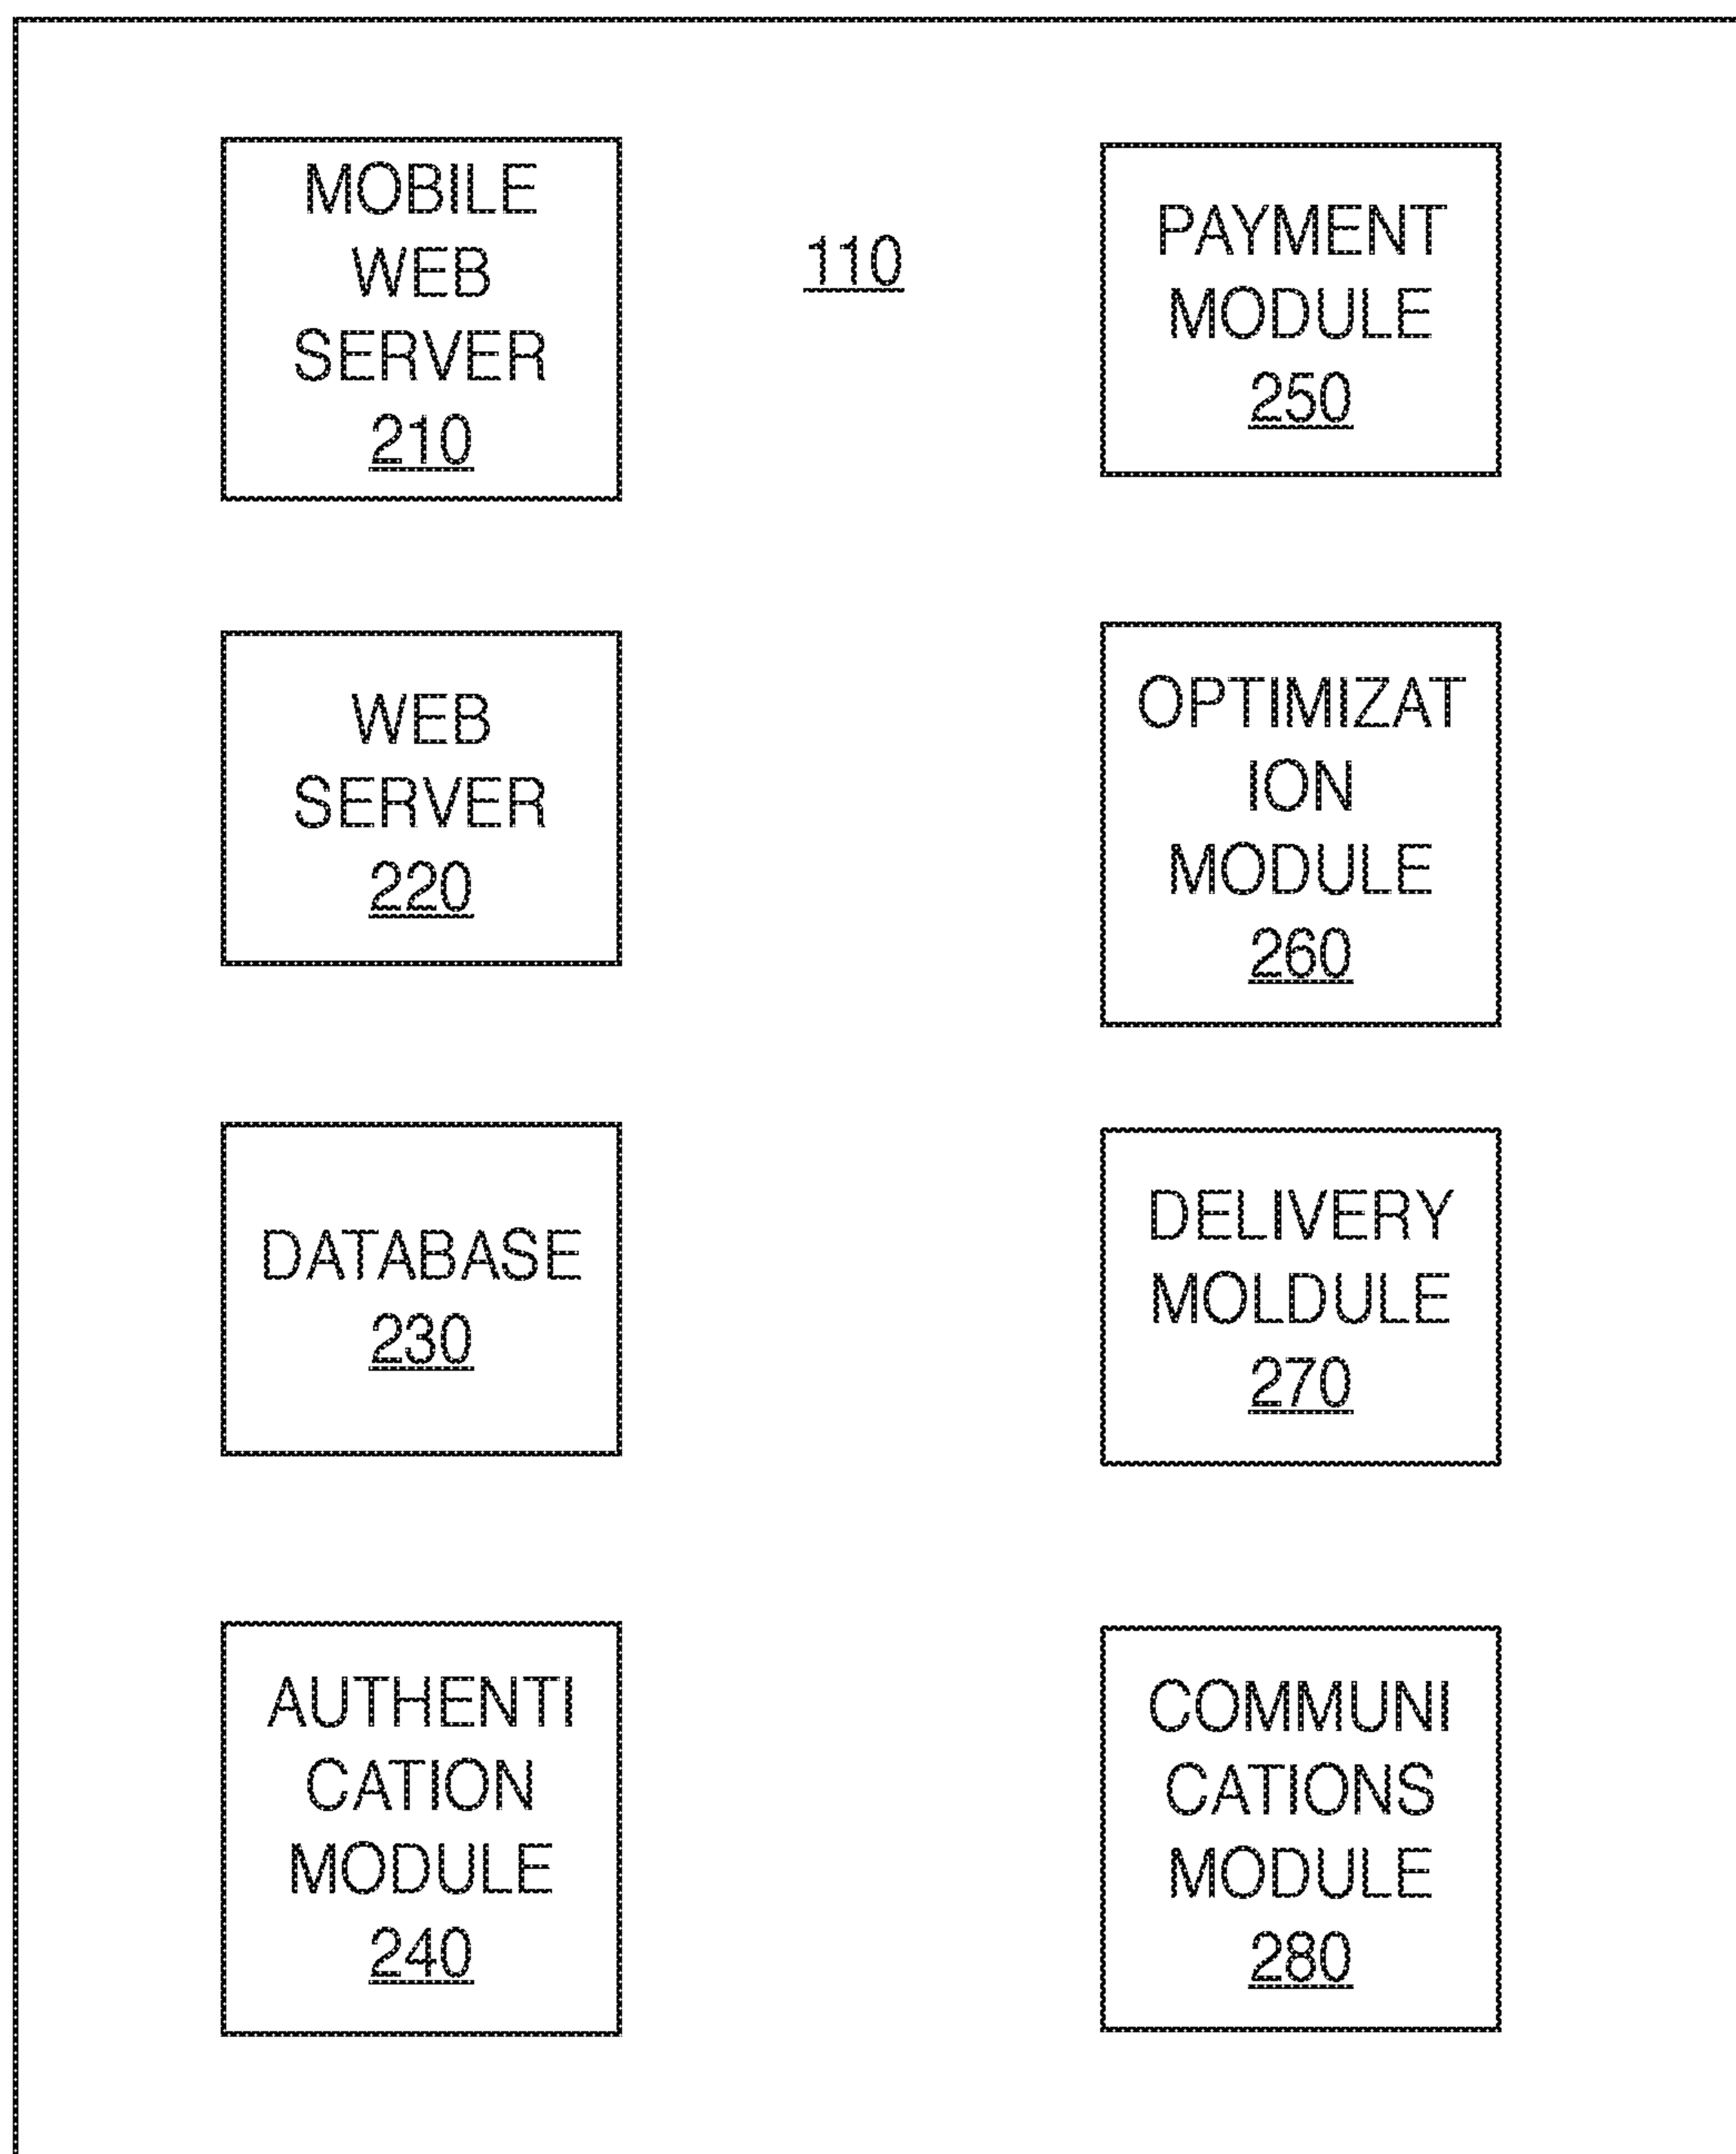 MOBILE
WEB
SERVER
210
110
PAYMENT
MODULE
250
WEB
SERVER
220
OPTIMIZAT
ION
MODULE
260
DATABASE
230
DELIVERY
MOLDULE
270
AUTHENTI
CATION
MODULE
240
COMMUNI
CATIONS
MODULE
280